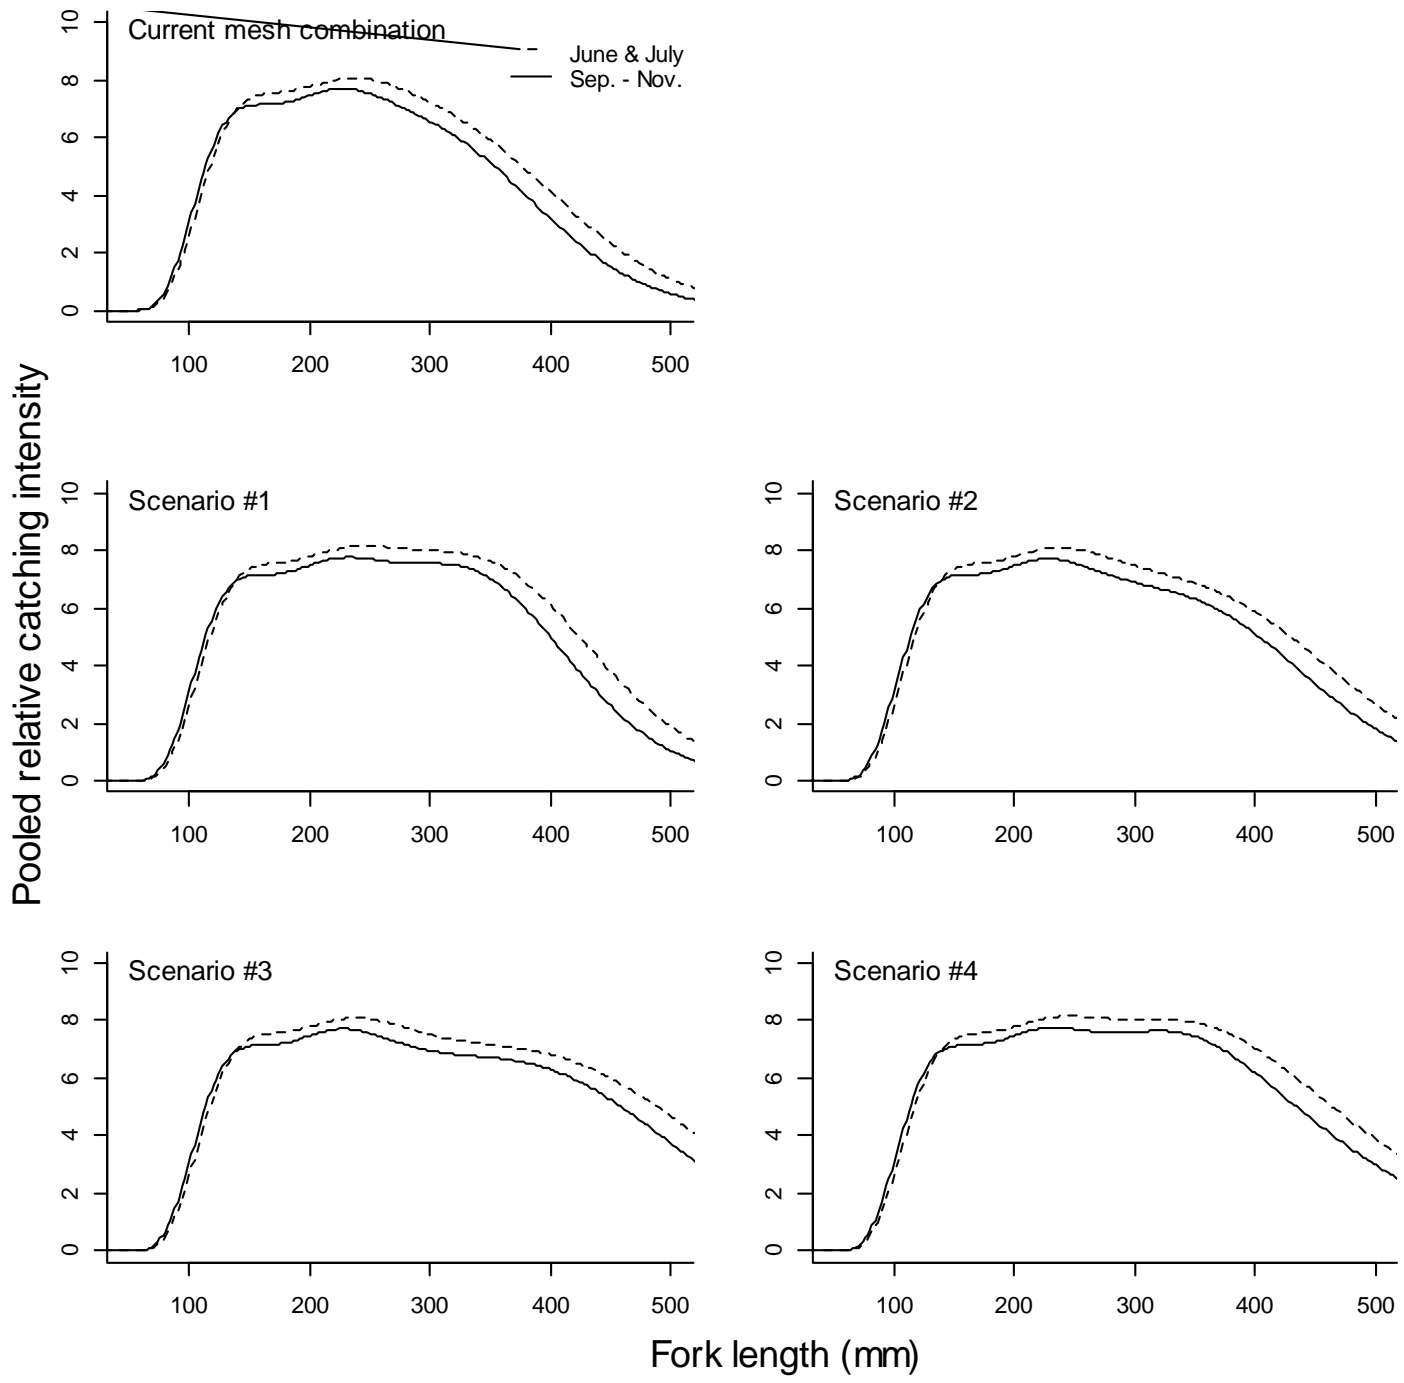 Current mesh combination
June & July
Sep. - Nov.
0 2 4 6 8 10
100 200 300 400 500
Pooled relative catching intensity
Scenario #1
0 2 4 6 8 10
100 200 300 400 500
Scenario #2
0 2 4 6 8 10
100 200 300 400 500
Scenario #3
0 2 4 6 8 10
100 200 300 400 500
Scenario #4
0 2 4 6 8 10
100 200 300 400 500
Fork length (mm)